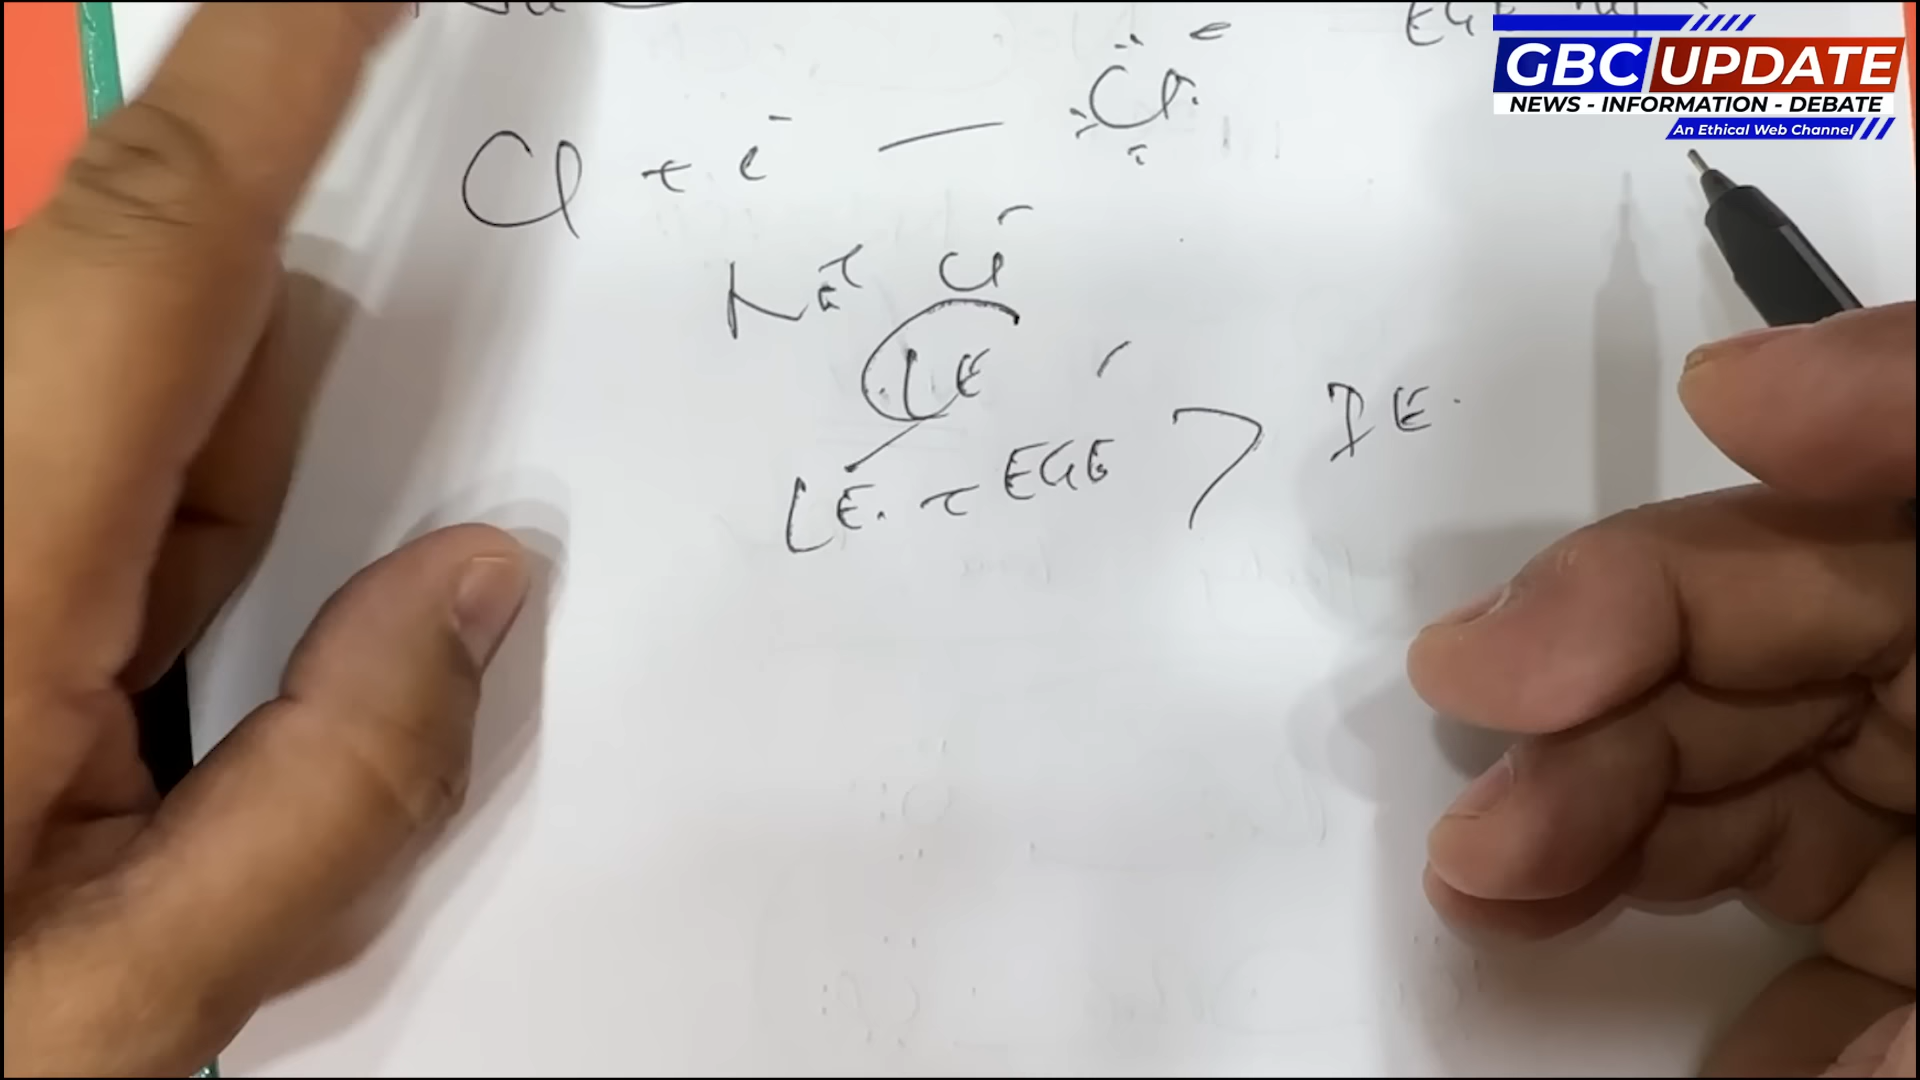 GBC UPDATE
NEWS - INFORMATION - DEBATE
An Ethical Web Channel
Cl + e⁻ — Cl⁻
Na⁺ Cl⁻
LE
LE. + EGE > IE.